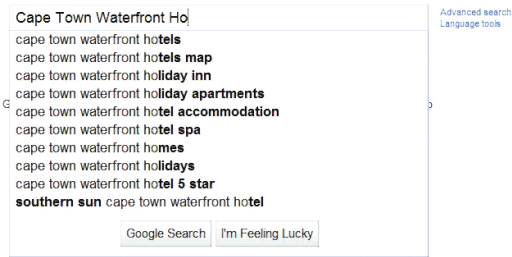 Cape Town Waterfront Ho
Advanced search
Language tools
cape town waterfront hotels
cape town waterfront hotels map
cape town waterfront holiday inn
cape town waterfront holiday apartments
cape town waterfront hotel accommodation
cape town waterfront hotel spa
cape town waterfront homes
cape town waterfront holidays
cape town waterfront hotel 5 star
southern sun cape town waterfront hotel
Google Search I'm Feeling Lucky